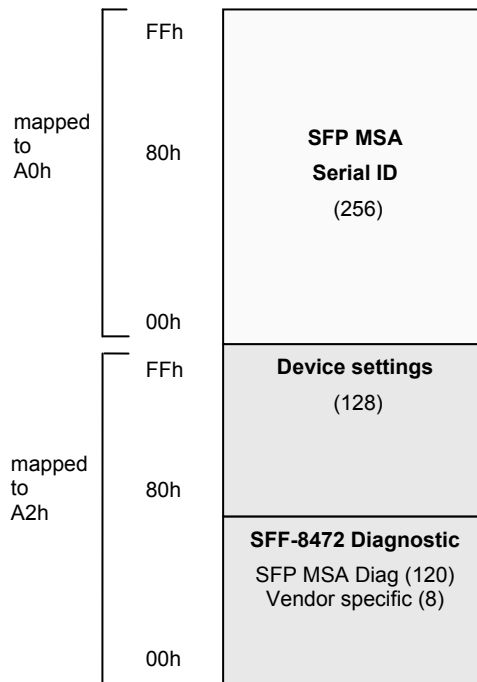 FFh
mapped
to
A0h
80h
00h
SFP MSA
Serial ID
(256)
FFh
mapped
to
A2h
80h
00h
Device settings
(128)
SFF-8472 Diagnostic
SFP MSA Diag (120)
Vendor specific (8)